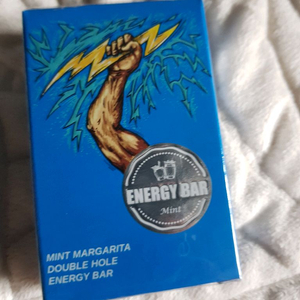 ENERGY BAR
Mint
MINT MARGARITA
DOUBLE HOLE
ENERGY BAR